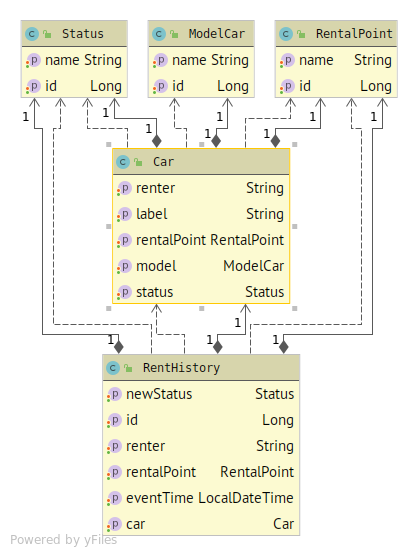 C Status
p name String
p id Long
C ModelCar
p name String
p id Long
C RentalPoint
p name String
p id Long
1 1 1 1 1
1 1 1
C Car
p renter String
p label String
p rentalPoint RentalPoint
p model ModelCar
p status Status
1
1 1 1
C RentHistory
p newStatus Status
p id Long
p renter String
p rentalPoint RentalPoint
p eventTime LocalDateTime
p car Car
Powered by yFiles